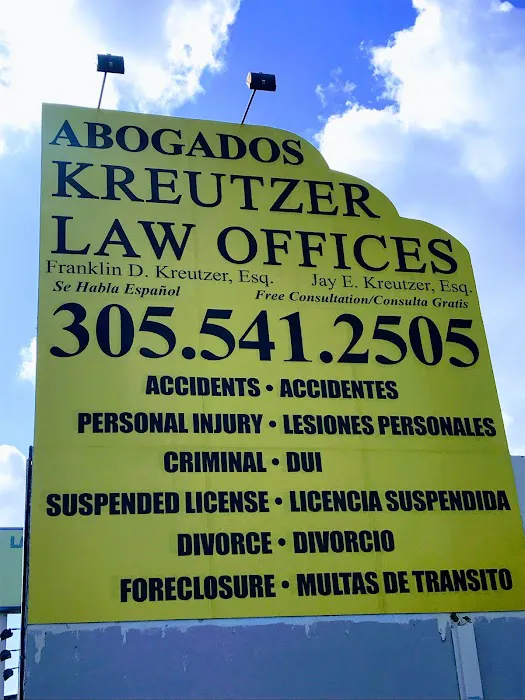 ABOGADOS
KREUTZER
LAW OFFICES
Franklin D. Kreutzer, Esq. Jay E. Kreutzer, Esq.
Se Habla Español Free Consultation/Consulta Gratis
305.541.2505
ACCIDENTS • ACCIDENTES
PERSONAL INJURY • LESIONES PERSONALES
CRIMINAL • DUI
SUSPENDED LICENSE • LICENCIA SUSPENDIDA
DIVORCE • DIVORCIO
FORECLOSURE • MULTAS DE TRANSITO